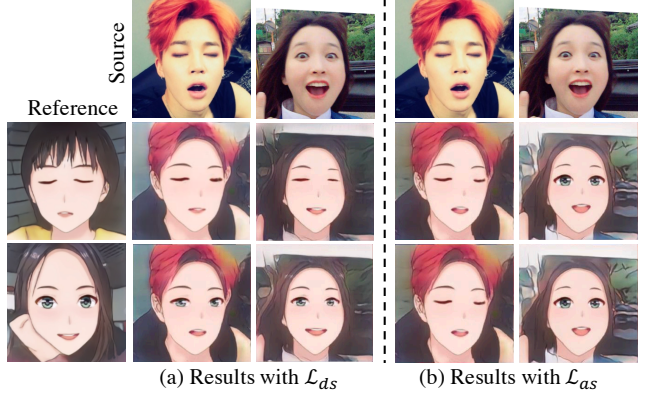 Source
Reference
(a) Results with ℒ_ds
(b) Results with ℒ_as